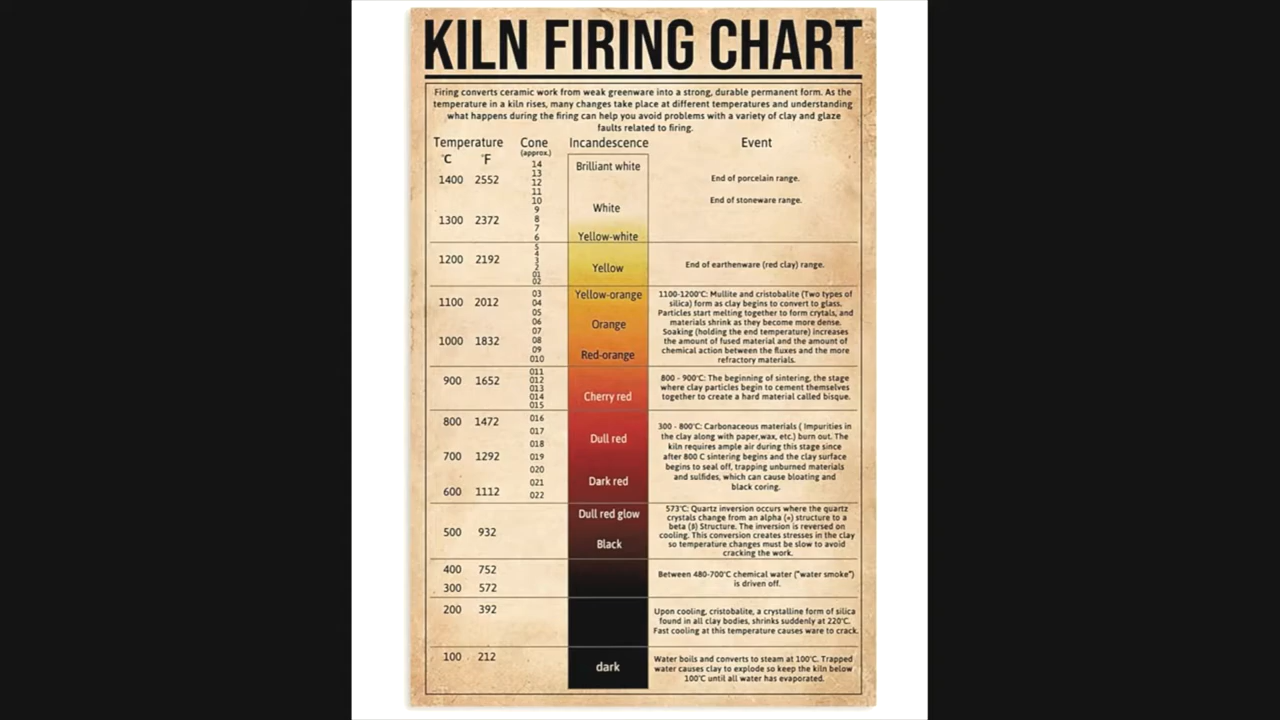 KILN FIRING CHART
Firing converts ceramic work from weak greenware into a strong, durable permanent form. As the
temperature in a kiln rises, many changes take place at different temperatures and understanding
what happens during the firing can help you avoid problems with a variety of clay and glaze
faults related to firing.
Temperature Cone Incandescence Event
°C °F (approx.)
14 Brilliant white
13
1400 2552 12 End of porcelain range.
11
10 End of stoneware range.
9 White
1300 2372 8
7
6 Yellow-white
5
4
1200 2192 3
2 Yellow End of earthenware (red clay) range.
01
02
03 Yellow-orange 1100-1200°C: Mullite and cristobalite (Two types of
1100 2012 04 silica) form as clay begins to convert to glass.
05 Particles start melting together to form crytals, and
06 Orange materials shrink as they become more dense.
07 Soaking (holding the end temperature) increases
1000 1832 08 the amount of fused material and the amount of
09 Red-orange chemical action between the fluxes and the more
010 refractory materials.
011
900 1652 012 800 - 900°C: The beginning of sintering, the stage
013 where clay particles begin to cement themselves
014 Cherry red together to create a hard material called bisque.
015
800 1472 016 300 - 800°C: Carbonaceous materials ( Impurities in
017 Dull red the clay along with paper,wax, etc.) burn out. The
018 kiln requires ample air during this stage since
700 1292 019 after 800 C sintering begins and the clay surface
020 begins to seal off, trapping unburned materials
021 Dark red and sulfides, which can cause bloating and
600 1112 022 black coring.
Dull red glow 573°C: Quartz inversion occurs where the quartz
crystals change from an alpha (∝) structure to a
500 932 beta (β) Structure. The inversion is reversed on
Black cooling. This conversion creates stresses in the clay
so temperature changes must be slow to avoid
cracking the work.
400 752 Between 480-700°C chemical water ("water smoke")
300 572 is driven off.
200 392 Upon cooling, cristobalite, a crystalline form of silica
found in all clay bodies, shrinks suddenly at 220°C.
Fast cooling at this temperature causes ware to crack.
100 212 dark Water boils and converts to steam at 100°C. Trapped
water causes clay to explode so keep the kiln below
100°C until all water has evaporated.